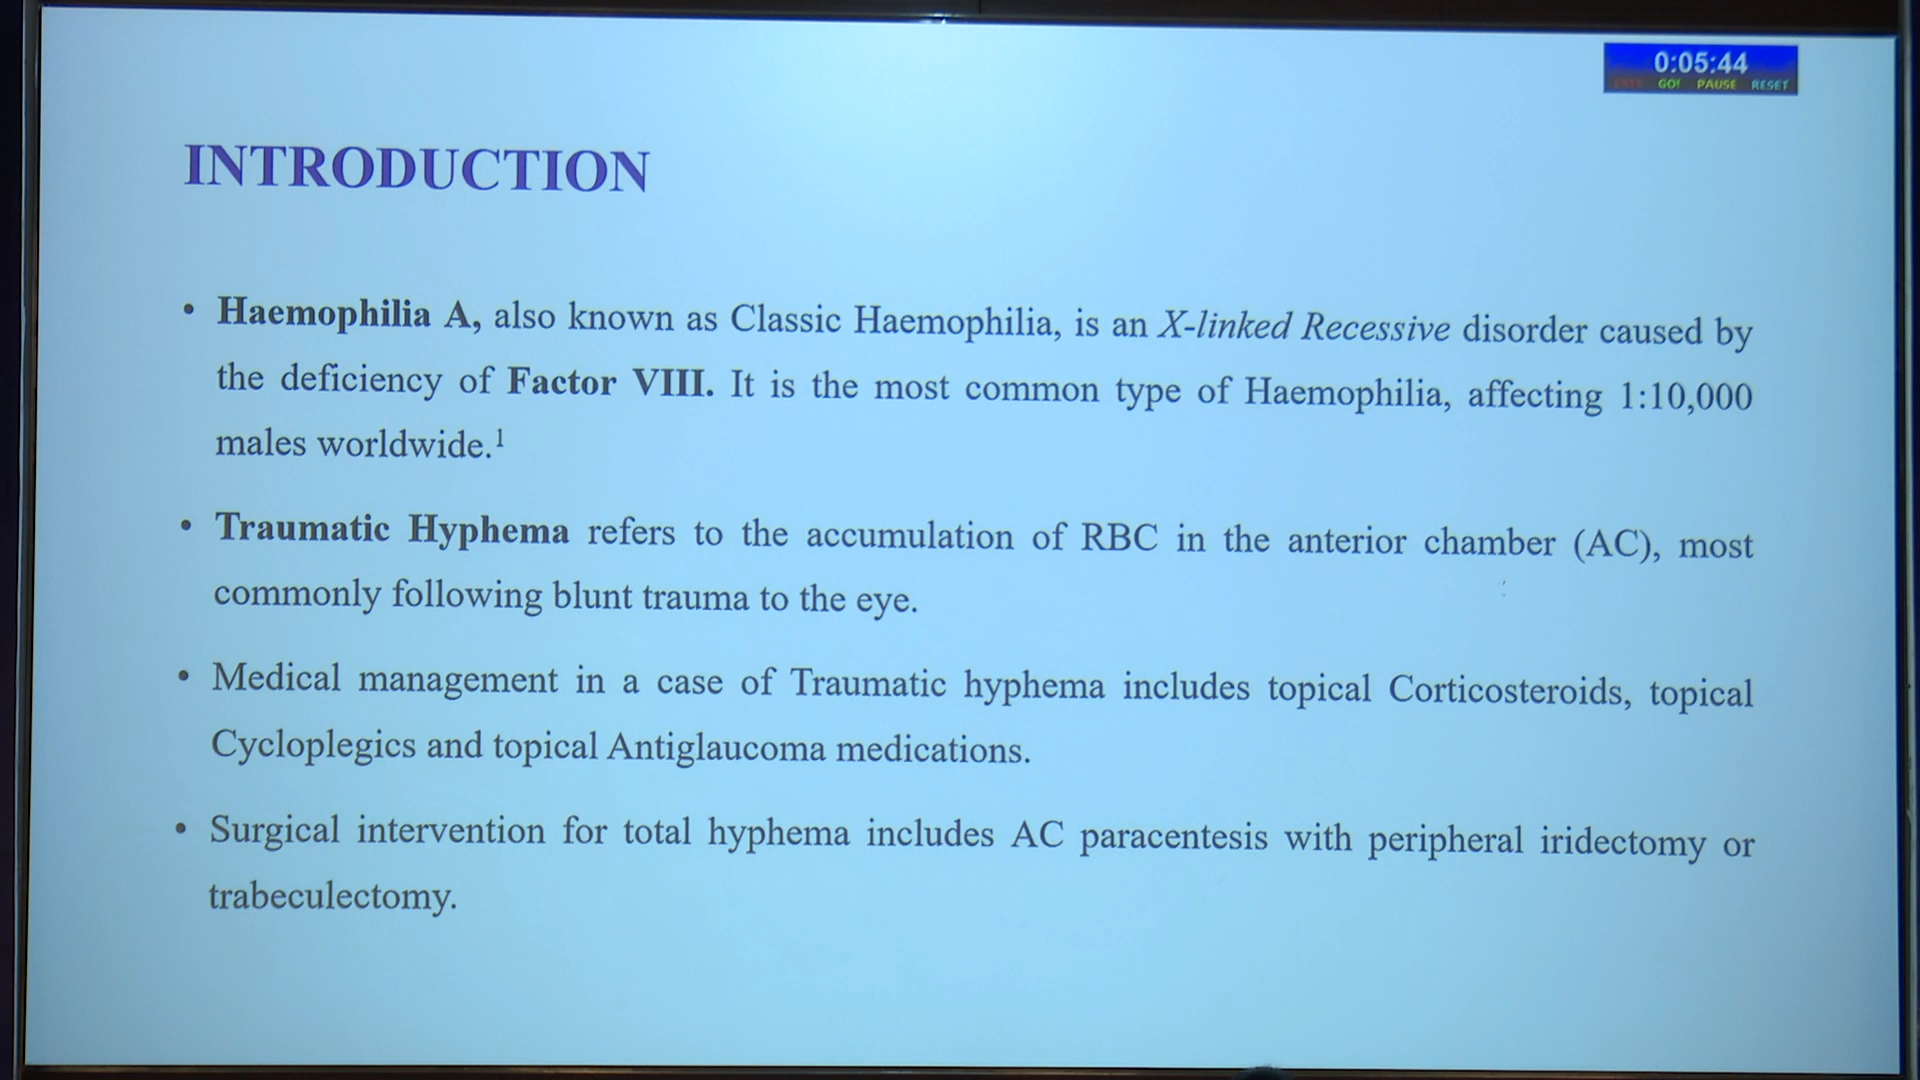 0:05:44
EXIT GO! PAUSE RESET
INTRODUCTION
• Haemophilia A, also known as Classic Haemophilia, is an X-linked Recessive disorder caused by
the deficiency of Factor VIII. It is the most common type of Haemophilia, affecting 1:10,000
males worldwide.¹
• Traumatic Hyphema refers to the accumulation of RBC in the anterior chamber (AC), most
commonly following blunt trauma to the eye.
• Medical management in a case of Traumatic hyphema includes topical Corticosteroids, topical
Cycloplegics and topical Antiglaucoma medications.
• Surgical intervention for total hyphema includes AC paracentesis with peripheral iridectomy or
trabeculectomy.